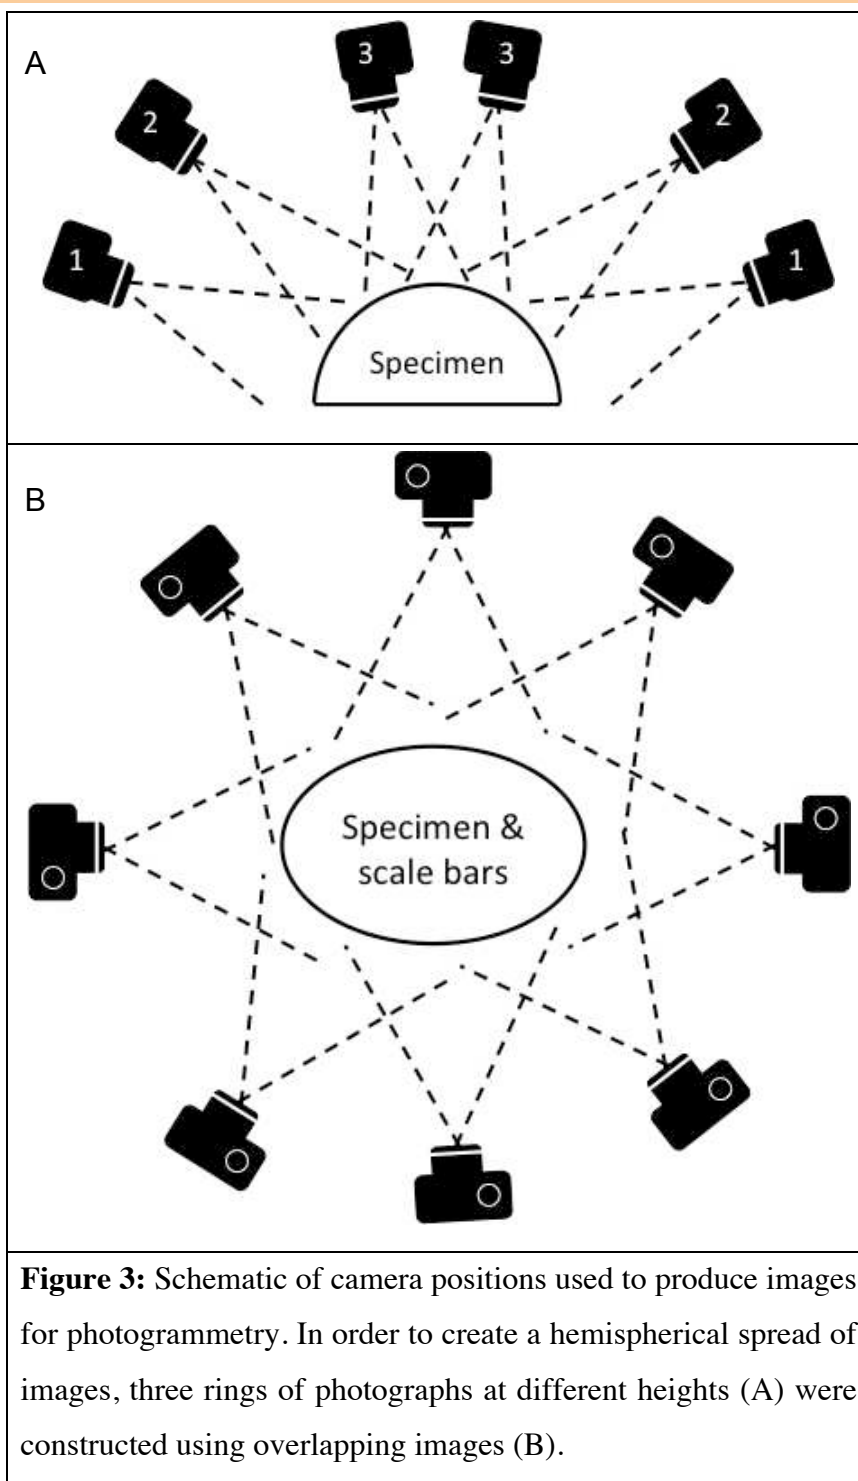 A
3 3
2 2
1 1
Specimen
B
Specimen &
scale bars
Figure 3: Schematic of camera positions used to produce images
for photogrammetry. In order to create a hemispherical spread of
images, three rings of photographs at different heights (A) were
constructed using overlapping images (B).